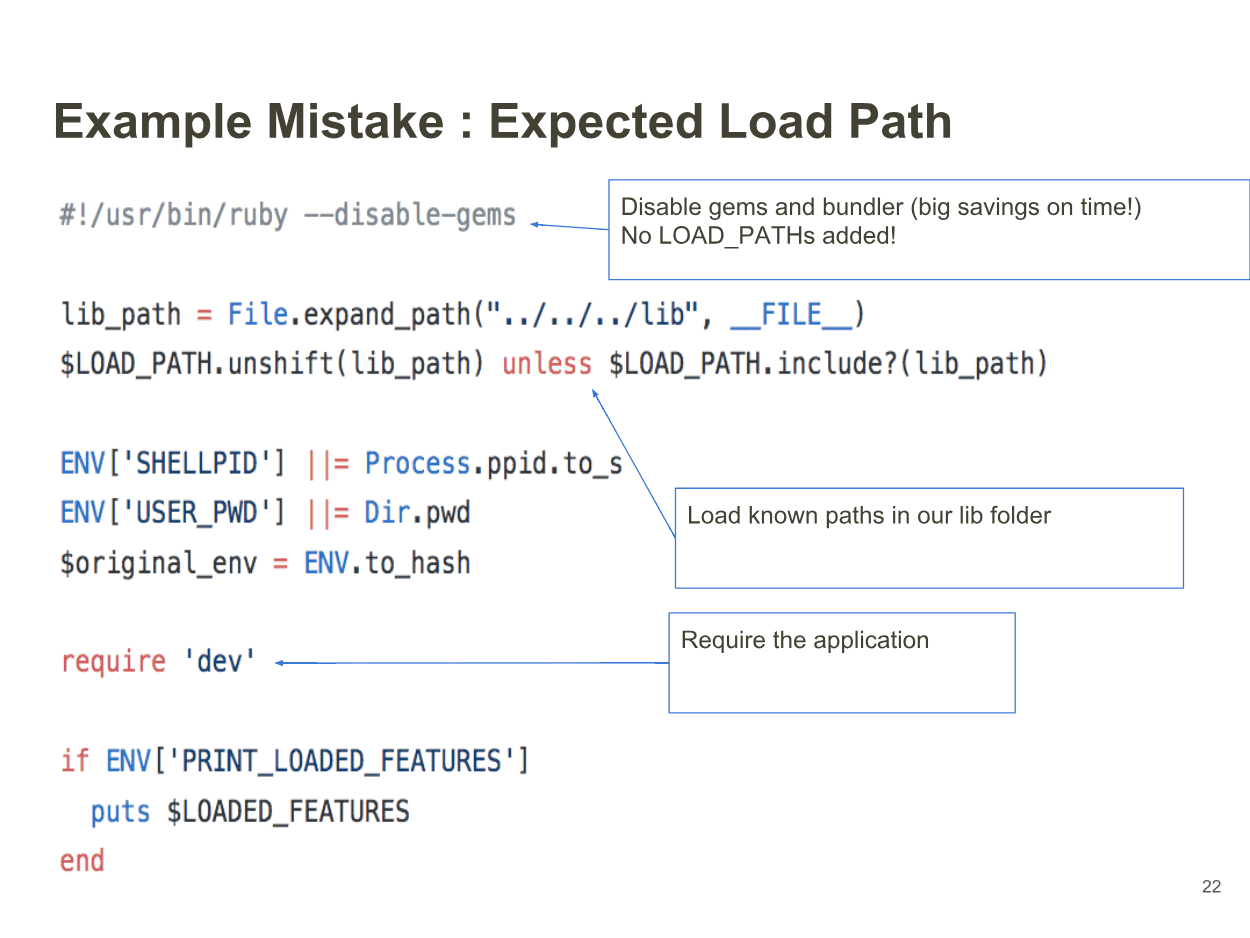 Example Mistake : Expected Load Path
#!/usr/bin/ruby --disable-gems
Disable gems and bundler (big savings on time!)
No LOAD_PATHs added!
lib_path = File.expand_path("../../../lib", __FILE__)
$LOAD_PATH.unshift(lib_path) unless $LOAD_PATH.include?(lib_path)
ENV['SHELLPID'] ||= Process.ppid.to_s
ENV['USER_PWD'] ||= Dir.pwd
Load known paths in our lib folder
$original_env = ENV.to_hash
Require the application
require 'dev'
if ENV['PRINT_LOADED_FEATURES']
  puts $LOADED_FEATURES
end
22